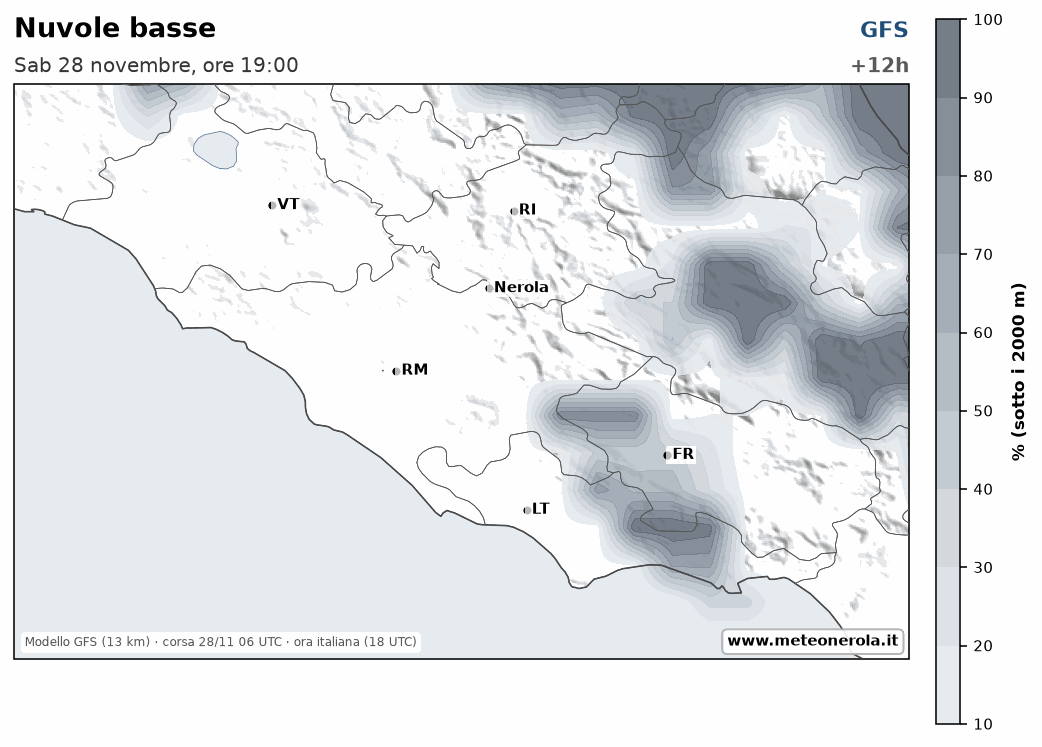 Nuvole basse
GFS
Sab 28 novembre, ore 19:00
+12h
VT
RI
Nerola
RM
FR
LT
Modello GFS (13 km) · corsa 28/11 06 UTC · ora italiana (18 UTC)
www.meteonerola.it
100
90
80
70
60
50
40
30
20
10
% (sotto i 2000 m)